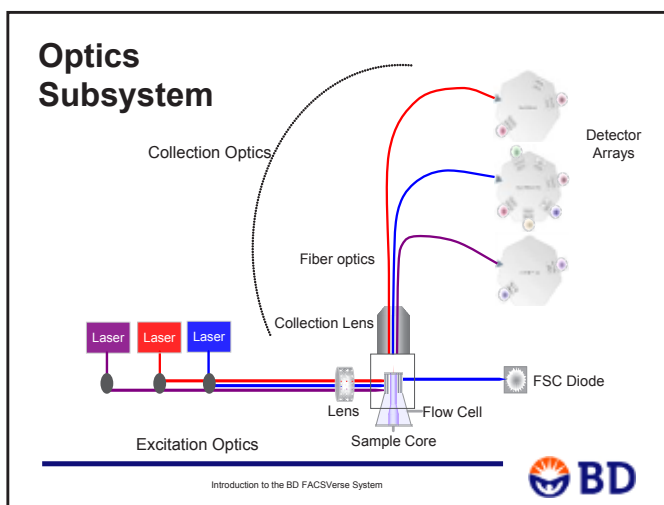 Optics
Subsystem
Collection Optics
Detector
Arrays
Fiber optics
Collection Lens
Laser
Laser
Laser
FSC Diode
Lens
Flow Cell
Sample Core
Excitation Optics
Introduction to the BD FACSVerse System
BD